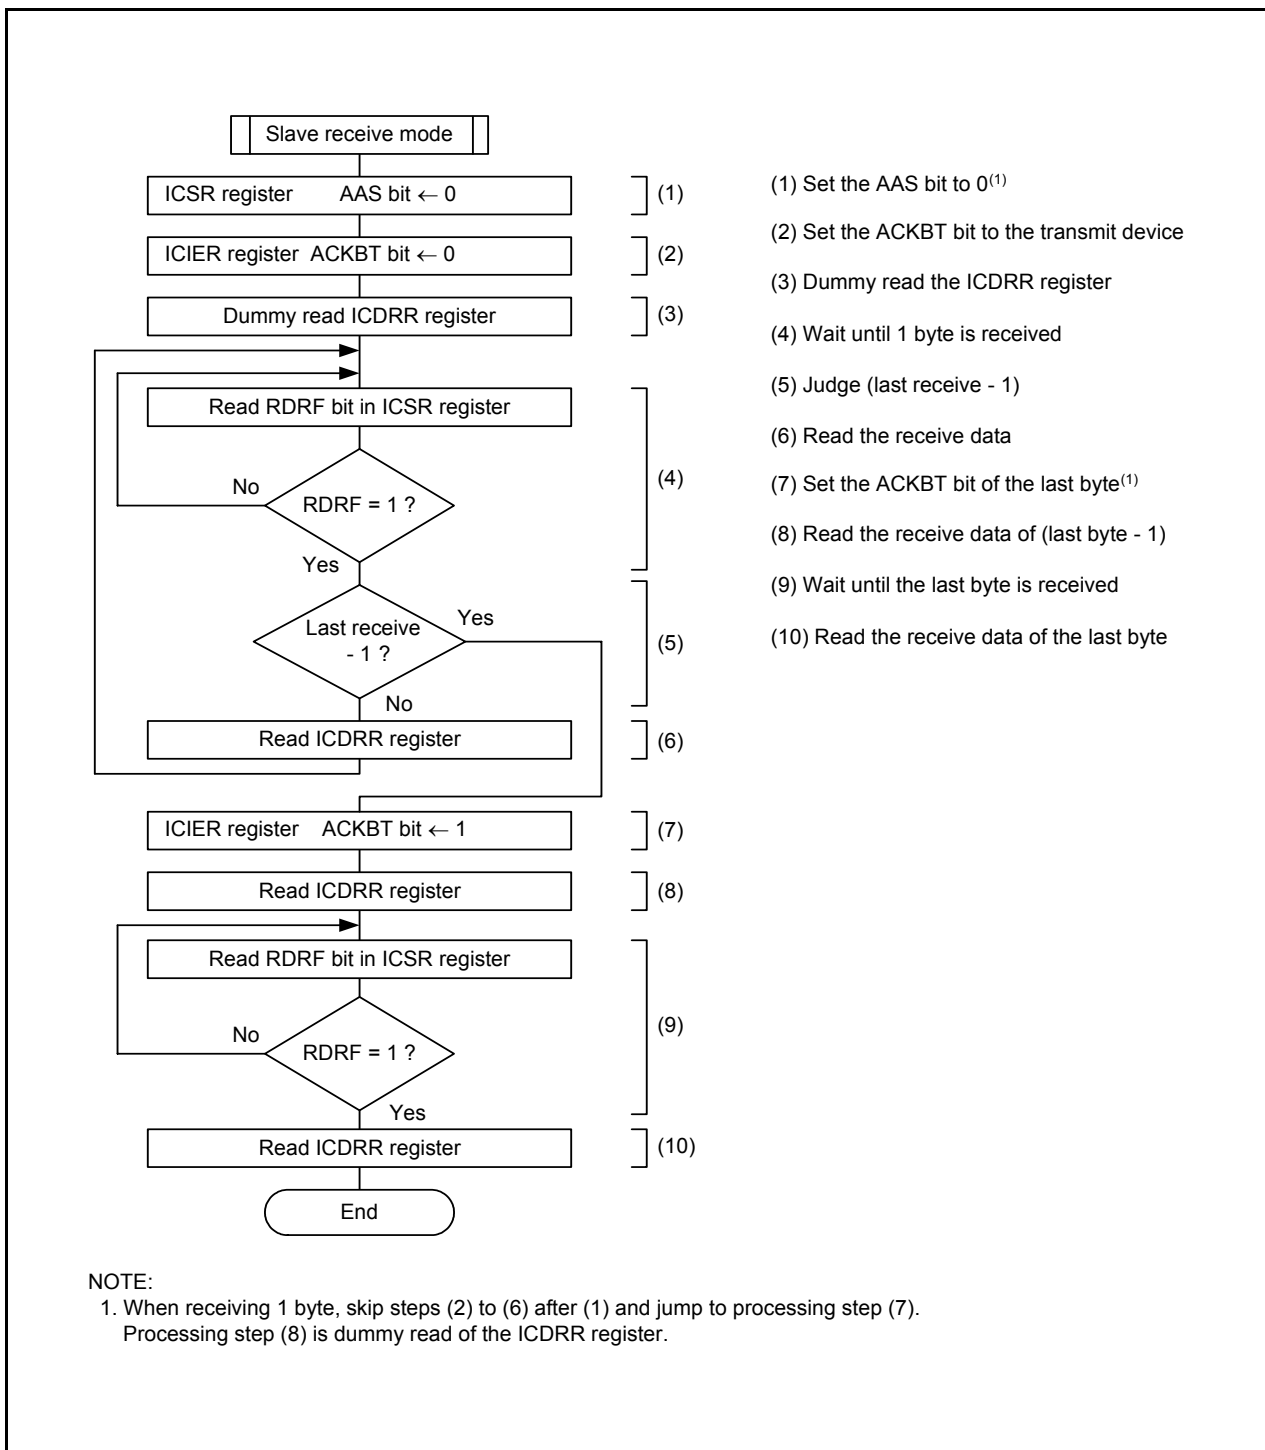 Slave receive mode
ICSR register AAS bit ← 0
(1)
ICIER register ACKBT bit ← 0
(2)
Dummy read ICDRR register
(3)
Read RDRF bit in ICSR register
No
RDRF = 1 ?
(4)
Yes
Last receive
- 1 ?
Yes
(5)
No
Read ICDRR register
(6)
ICIER register ACKBT bit ← 1
(7)
Read ICDRR register
(8)
Read RDRF bit in ICSR register
No
RDRF = 1 ?
(9)
Yes
Read ICDRR register
(10)
End
(1) Set the AAS bit to 0(1)
(2) Set the ACKBT bit to the transmit device
(3) Dummy read the ICDRR register
(4) Wait until 1 byte is received
(5) Judge (last receive - 1)
(6) Read the receive data
(7) Set the ACKBT bit of the last byte(1)
(8) Read the receive data of (last byte - 1)
(9) Wait until the last byte is received
(10) Read the receive data of the last byte
NOTE:
1. When receiving 1 byte, skip steps (2) to (6) after (1) and jump to processing step (7).
Processing step (8) is dummy read of the ICDRR register.